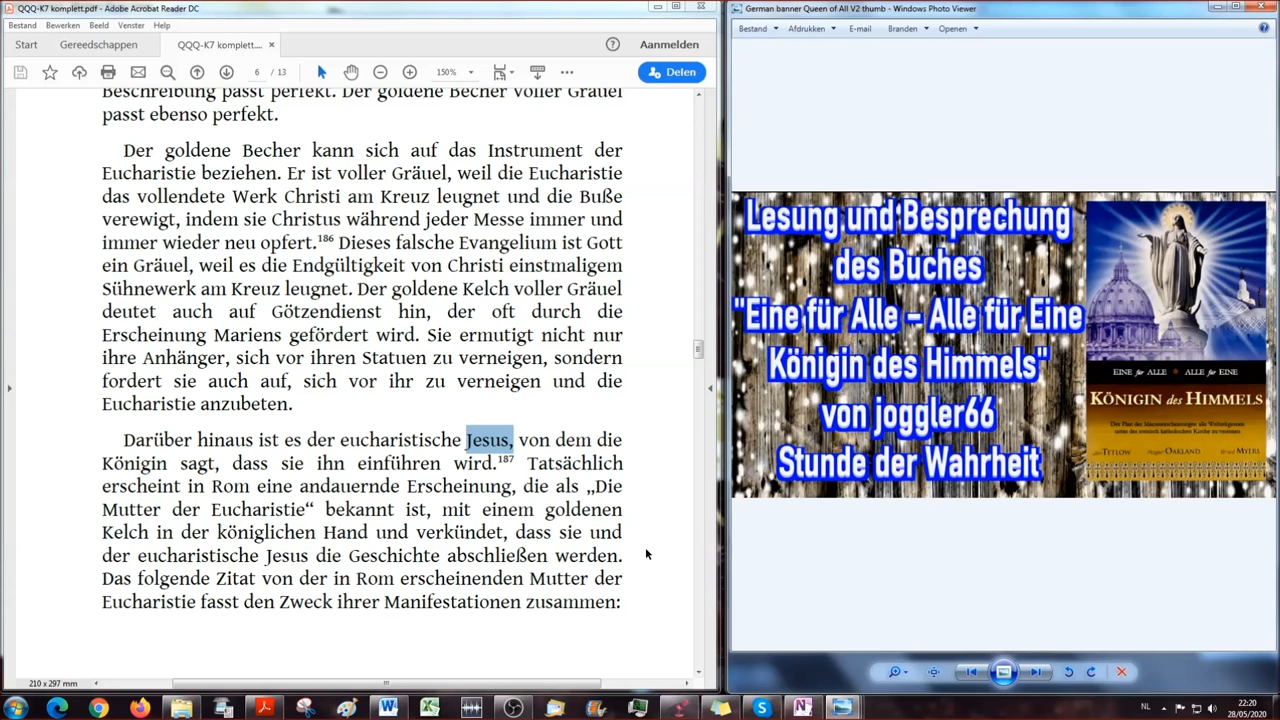 QQQ-K7 komplett.pdf - Adobe Acrobat Reader DC
Bestand Bewerken Beeld Venster Help
Start Gereedschappen QQQ-K7 komplett.... × Aanmelden
6 / 13 150% Delen
Beschreibung passt perfekt. Der goldene Becher voller Gräuel
passt ebenso perfekt.
Der goldene Becher kann sich auf das Instrument der
Eucharistie beziehen. Er ist voller Gräuel, weil die Eucharistie
das vollendete Werk Christi am Kreuz leugnet und die Buße
verewigt, indem sie Christus während jeder Messe immer und
immer wieder neu opfert.186 Dieses falsche Evangelium ist Gott
ein Gräuel, weil es die Endgültigkeit von Christi einstmaligem
Sühnewerk am Kreuz leugnet. Der goldene Kelch voller Gräuel
deutet auch auf Götzendienst hin, der oft durch die
Erscheinung Mariens gefördert wird. Sie ermutigt nicht nur
ihre Anhänger, sich vor ihren Statuen zu verneigen, sondern
fordert sie auch auf, sich vor ihr zu verneigen und die
Eucharistie anzubeten.
Darüber hinaus ist es der eucharistische Jesus, von dem die
Königin sagt, dass sie ihn einführen wird.187 Tatsächlich
erscheint in Rom eine andauernde Erscheinung, die als „Die
Mutter der Eucharistie“ bekannt ist, mit einem goldenen
Kelch in der königlichen Hand und verkündet, dass sie und
der eucharistische Jesus die Geschichte abschließen werden.
Das folgende Zitat von der in Rom erscheinenden Mutter der
Eucharistie fasst den Zweck ihrer Manifestationen zusammen:
210 x 297 mm
German banner Queen of All V2 thumb - Windows Photo Viewer
Bestand Afdrukken E-mail Branden Openen
Lesung und Besprechung
des Buches
"Eine für Alle – Alle für Eine
Königin des Himmels"
von joggler66
Stunde der Wahrheit
EINE für ALLE ALLE für EINE
KÖNIGIN des HIMMELS
TETLOW OAKLAND MYERS
NL 22:20
28/05/2020